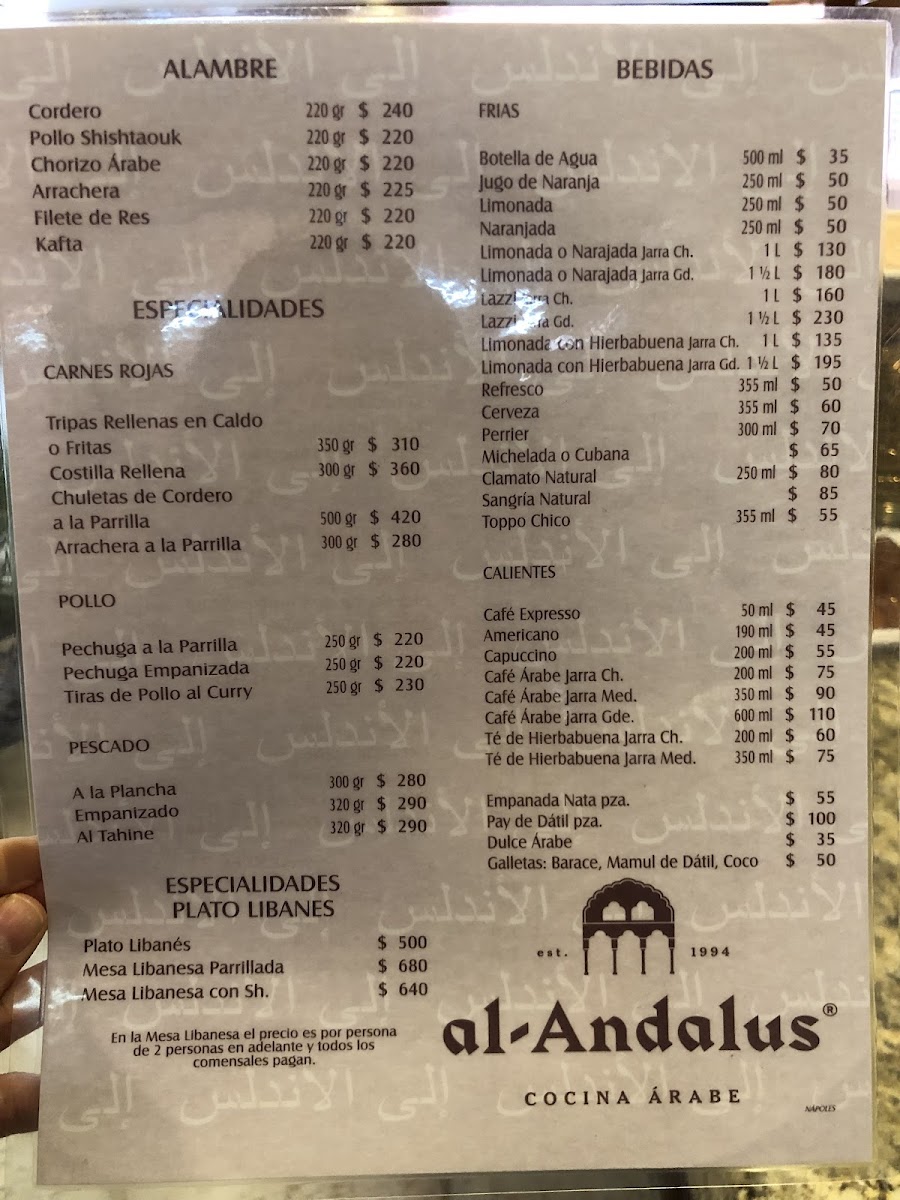 ALAMBRE
Cordero 220 gr $ 240
Pollo Shishtaouk 220 gr $ 220
Chorizo Árabe 220 gr $ 220
Arrachera 220 gr $ 225
Filete de Res 220 gr $ 220
Kafta 220 gr $ 220
ESPECIALIDADES
CARNES ROJAS
Tripas Rellenas en Caldo
o Fritas 350 gr $ 310
Costilla Rellena 300 gr $ 360
Chuletas de Cordero
a la Parrilla 500 gr $ 420
Arrachera a la Parrilla 300 gr $ 280
POLLO
Pechuga a la Parrilla 250 gr $ 220
Pechuga Empanizada 250 gr $ 220
Tiras de Pollo al Curry 250 gr $ 230
PESCADO
A la Plancha 300 gr $ 280
Empanizado 320 gr $ 290
Al Tahine 320 gr $ 290
ESPECIALIDADES
PLATO LIBANES
Plato Libanés $ 500
Mesa Libanesa Parrillada $ 680
Mesa Libanesa con Sh. $ 640
En la Mesa Libanesa el precio es por persona
de 2 personas en adelante y todos los
comensales pagan.
BEBIDAS
FRIAS
Botella de Agua 500 ml $ 35
Jugo de Naranja 250 ml $ 50
Limonada 250 ml $ 50
Naranjada 250 ml $ 50
Limonada o Narajada Jarra Ch. 1 L $ 130
Limonada o Narajada Jarra Gd. 1 ½ L $ 180
Lazzi Jarra Ch. 1 L $ 160
Lazzi Jarra Gd. 1 ½ L $ 230
Limonada con Hierbabuena Jarra Ch. 1 L $ 135
Limonada con Hierbabuena Jarra Gd. 1 ½ L $ 195
Refresco 355 ml $ 50
Cerveza 355 ml $ 60
Perrier 300 ml $ 70
Michelada o Cubana $ 65
Clamato Natural 250 ml $ 80
Sangría Natural $ 85
Toppo Chico 355 ml $ 55
CALIENTES
Café Expresso 50 ml $ 45
Americano 190 ml $ 45
Capuccino 200 ml $ 55
Café Árabe Jarra Ch. 200 ml $ 75
Café Árabe Jarra Med. 350 ml $ 90
Café Árabe Jarra Gde. 600 ml $ 110
Té de Hierbabuena Jarra Ch. 200 ml $ 60
Té de Hierbabuena Jarra Med. 350 ml $ 75
Empanada Nata pza. $ 55
Pay de Dátil pza. $ 100
Dulce Árabe $ 35
Galletas: Barace, Mamul de Dátil, Coco $ 50
est. 1994
al-Andalus®
COCINA ÁRABE
NÁPOLES